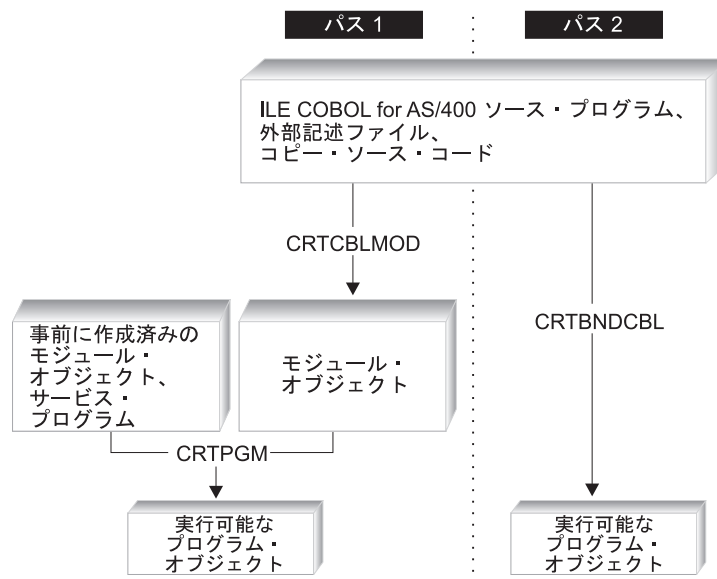 パス 1
パス 2
ILE COBOL for AS/400 ソース・プログラム、
外部記述ファイル、
コピー・ソース・コード
CRTCBLMOD
CRTBNDCBL
事前に作成済みの
モジュール・
オブジェクト、
サービス・
プログラム
モジュール・
オブジェクト
CRTPGM
実行可能な
プログラム・
オブジェクト
実行可能な
プログラム・
オブジェクト